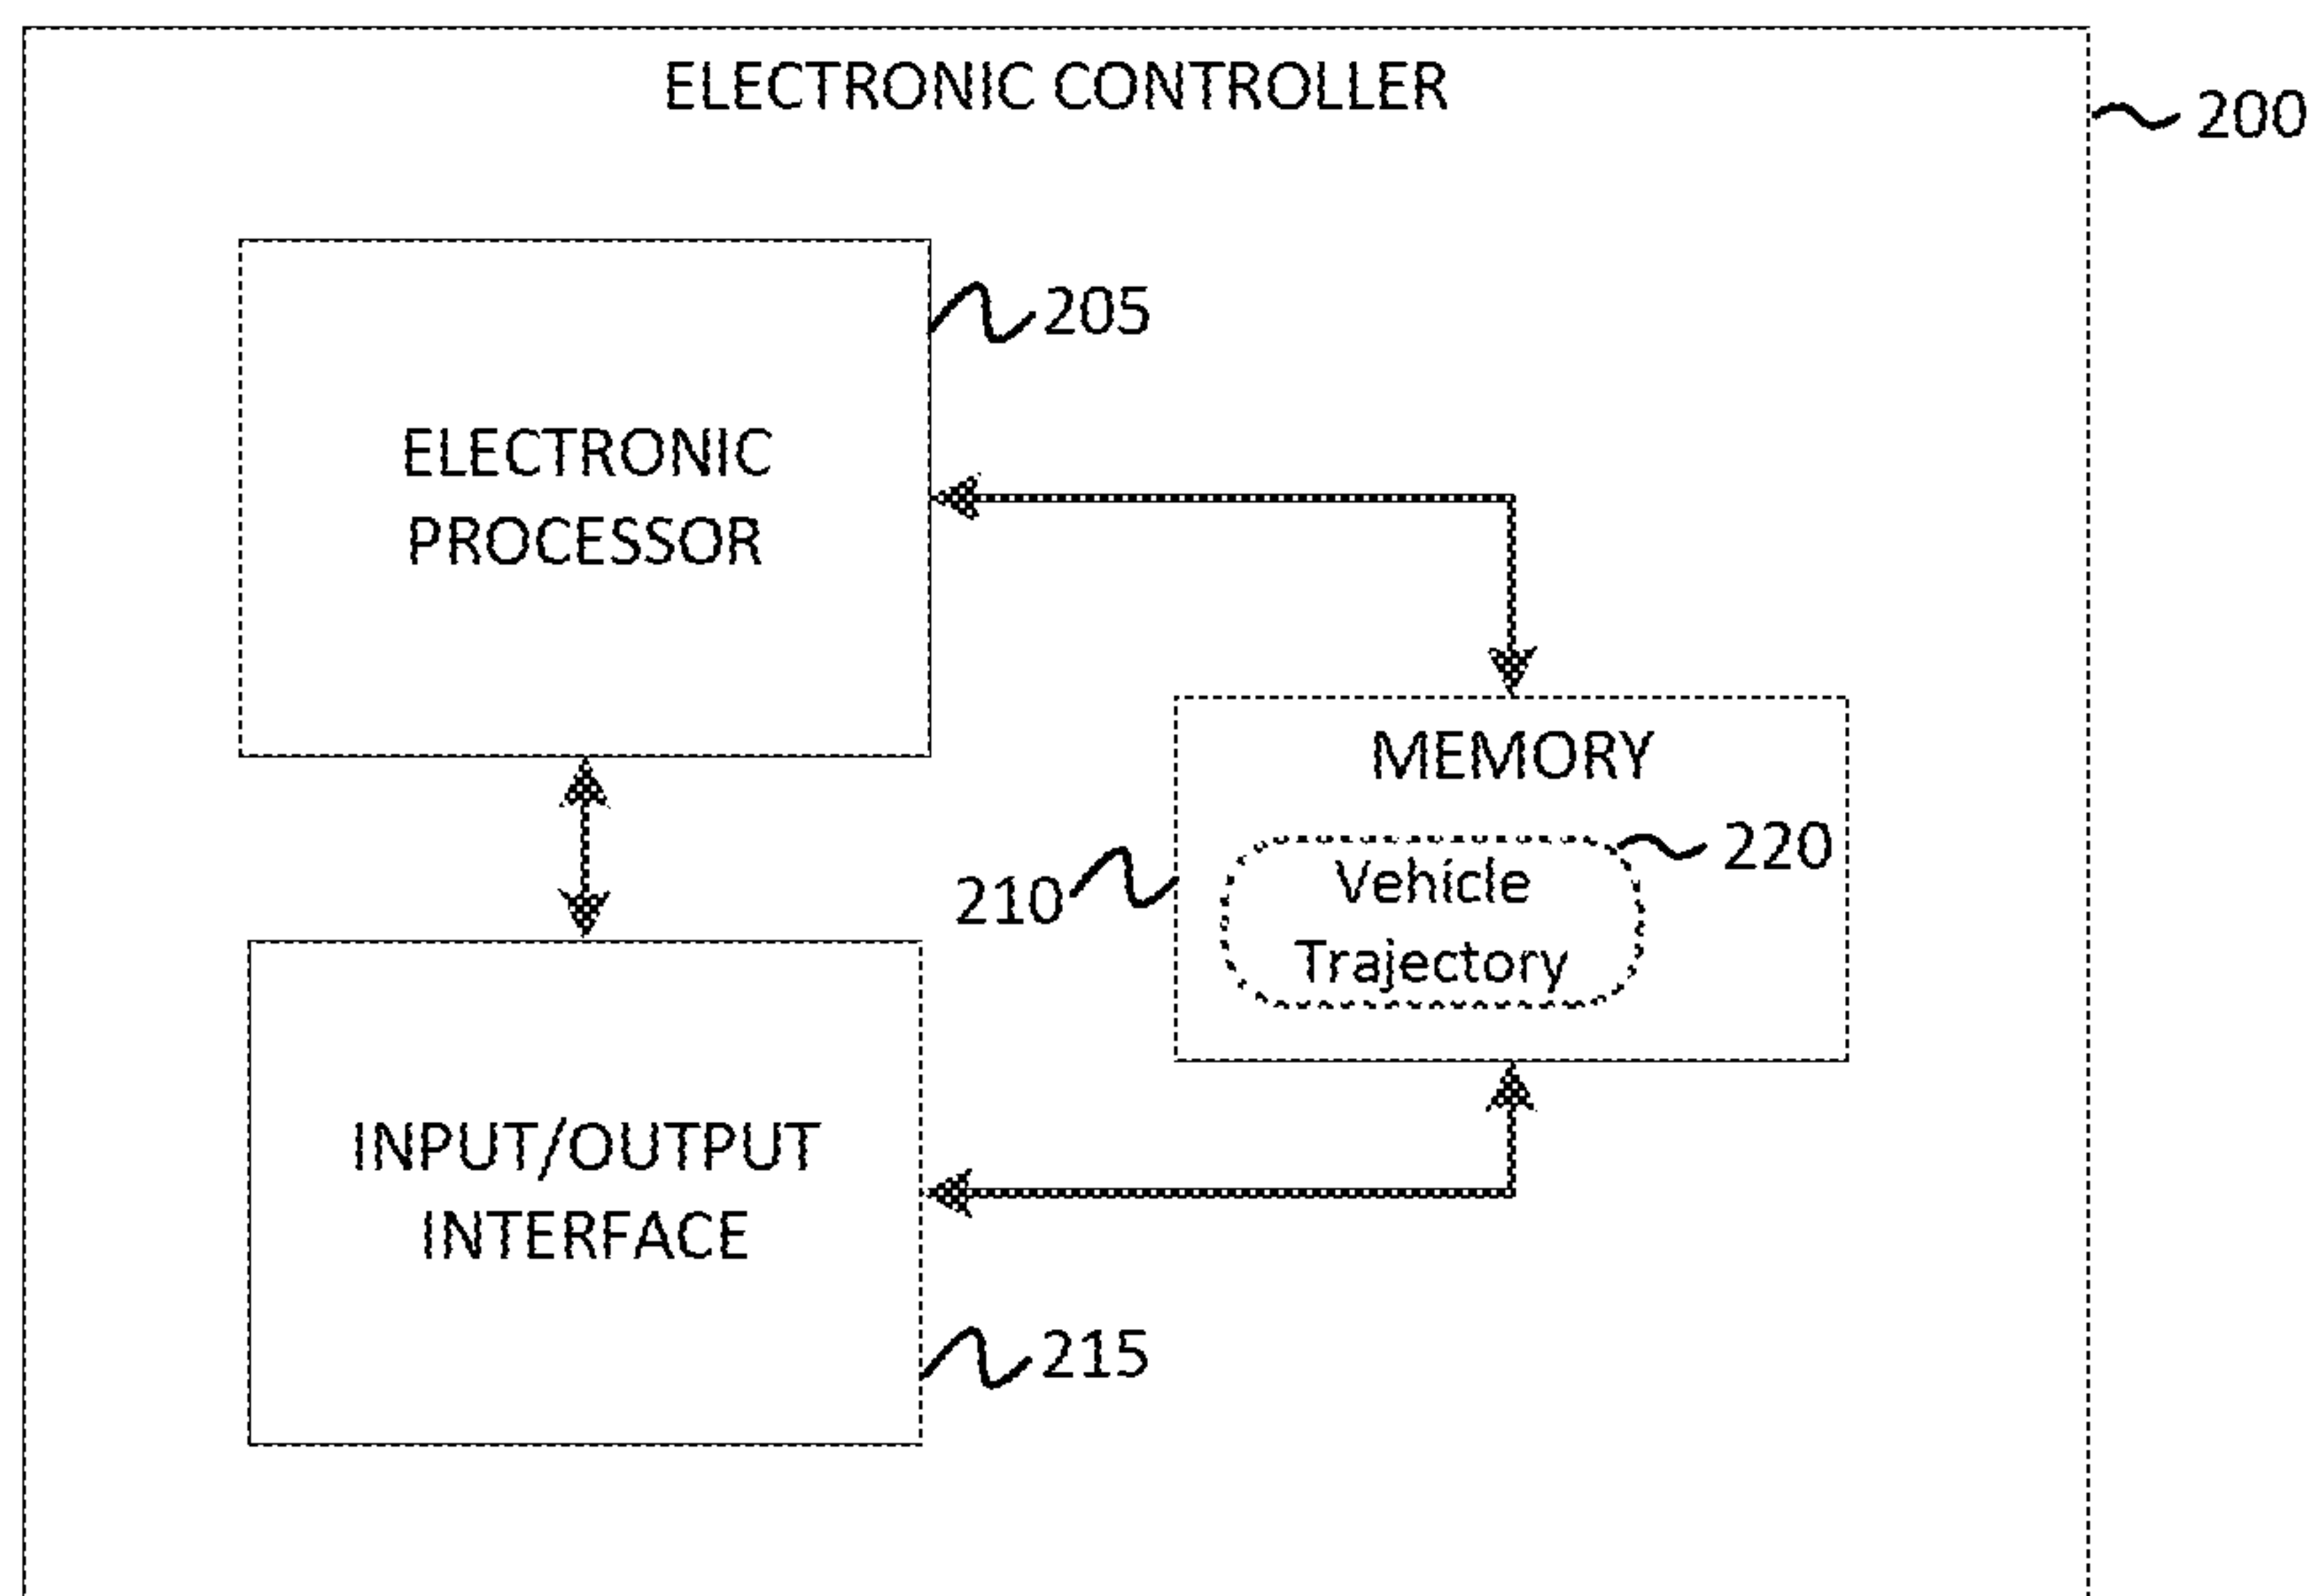 ELECTRONIC CONTROLLER
200
205
ELECTRONIC
PROCESSOR
MEMORY
220
Vehicle
210
Trajectory
INPUT/OUTPUT
INTERFACE
215